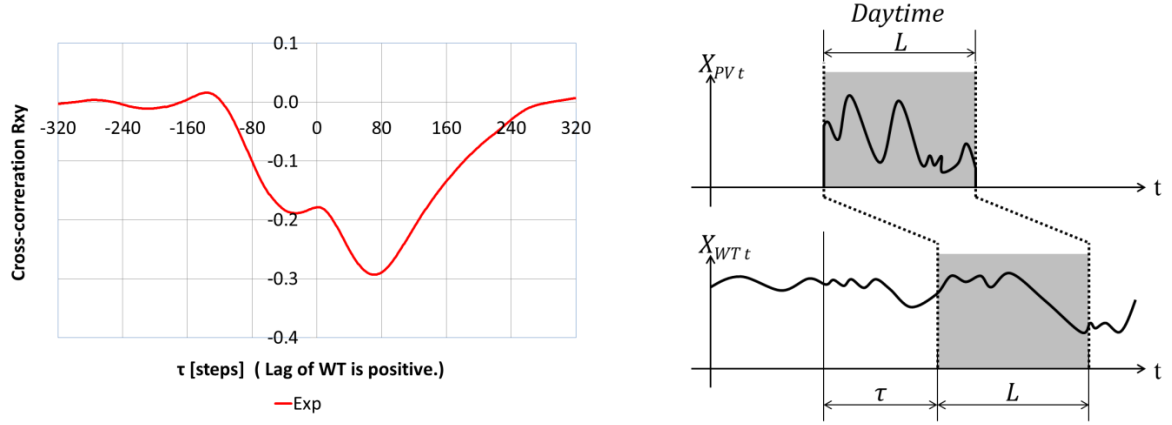 0.1
0.0
-320 -240 -160 -80 0 80 160 240 320
-0.1
-0.2
-0.3
-0.4
Cross-correration Rxy
τ [steps] ( Lag of WT is positive.)
Exp
Daytime
L
X_PV t
t
X_WT t
t
τ L